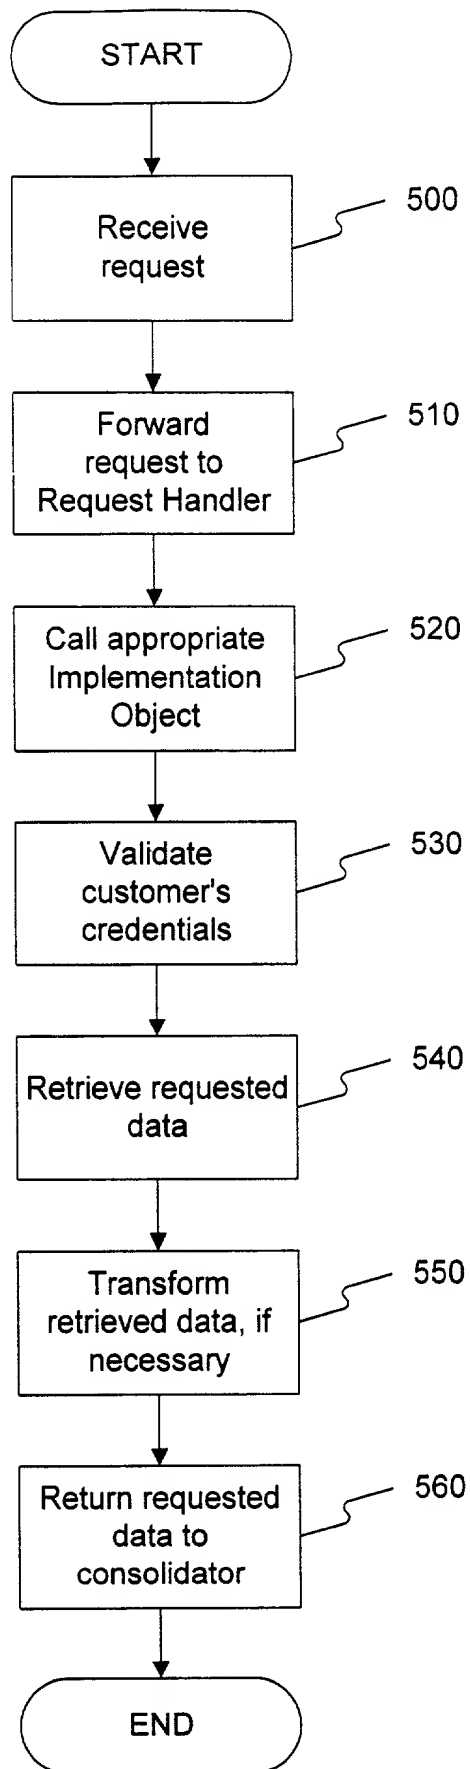 START
500
Receive
request
510
Forward
request to
Request Handler
520
Call appropriate
Implementation
Object
530
Validate
customer's
credentials
540
Retrieve requested
data
550
Transform
retrieved data, if
necessary
560
Return requested
data to
consolidator
END